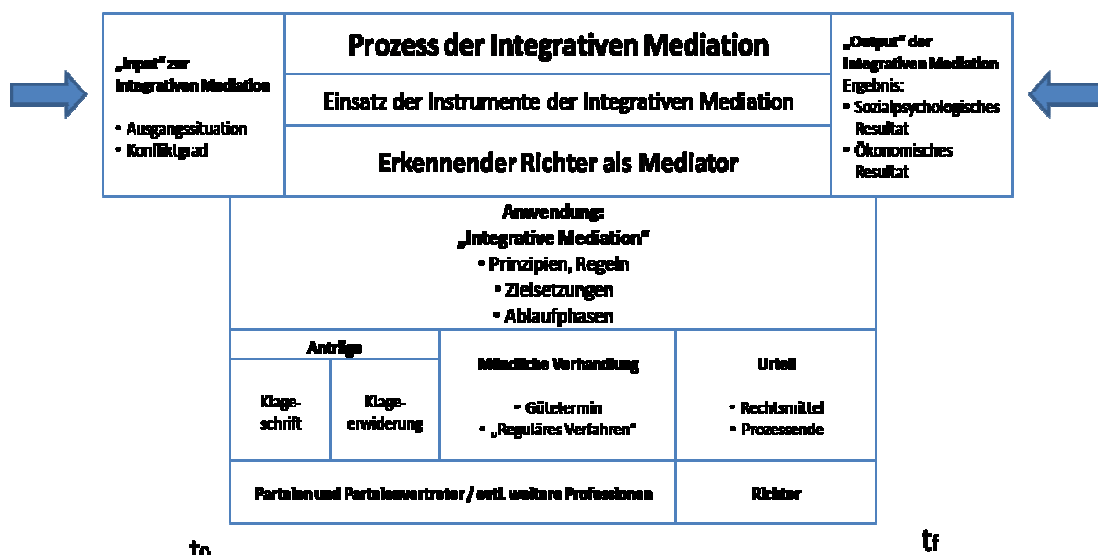 „Input“ zur
Integrativen Mediation
• Ausgangssituation
• Konfliktgrad
Prozess der Integrativen Mediation
Einsatz der Instrumente der Integrativen Mediation
Erkennender Richter als Mediator
„Output“ der
Integrativen Mediation
Ergebnis:
• Sozialpsychologisches
Resultat
• Ökonomisches
Resultat
Anwendung:
„Integrative Mediation“
• Prinzipien, Regeln
• Zielsetzungen
• Ablaufphasen
Anträge
Klage-
schrift
Klage-
erwiderung
Mündliche Verhandlung
• Gütetermin
• „Reguläres Verfahren“
Urteil
• Rechtsmittel
• Prozessende
Parteien und Parteienvertreter / evtl. weitere Professionen
Richter
t0
tf